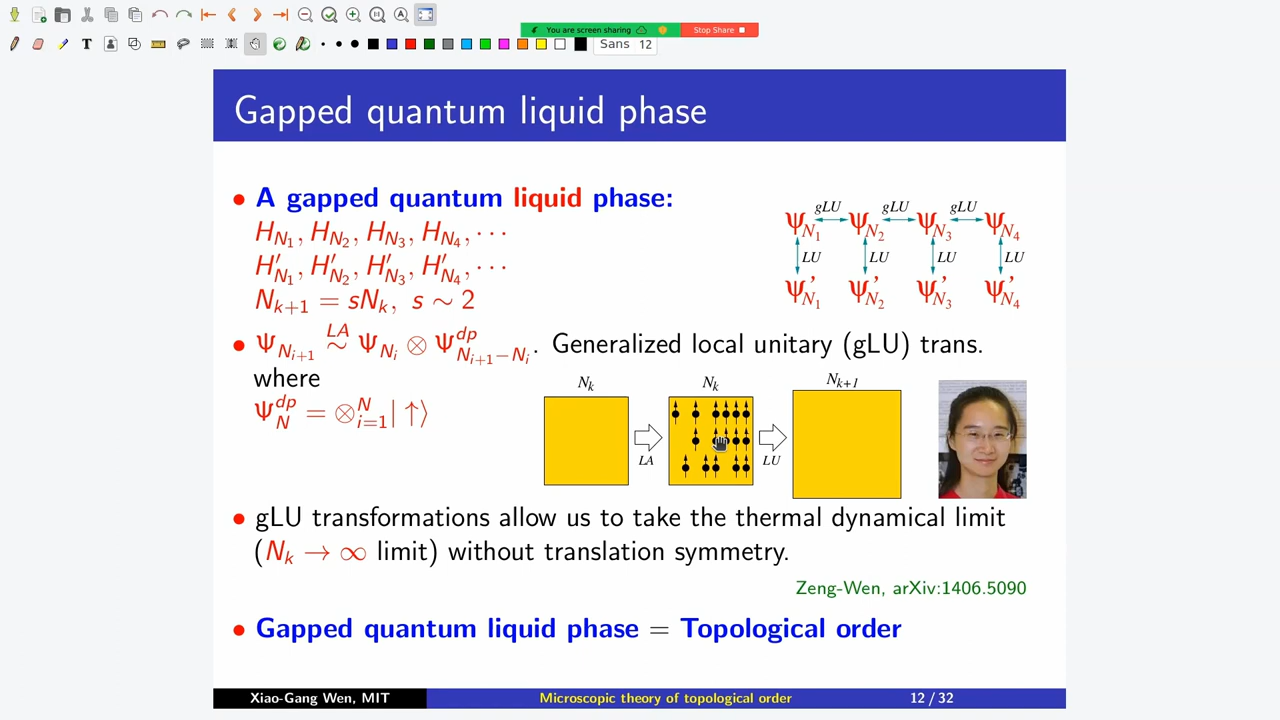 You are screen sharing
Stop Share
T
A
Sans 12
Gapped quantum liquid phase
• A gapped quantum liquid phase:
H_{N_1}, H_{N_2}, H_{N_3}, H_{N_4}, ···
H'_{N_1}, H'_{N_2}, H'_{N_3}, H'_{N_4}, ···
N_{k+1} = sN_k, s ∼ 2
gLU gLU gLU
Ψ_{N_1} Ψ_{N_2} Ψ_{N_3} Ψ_{N_4}
LU LU LU LU
Ψ'_{N_1} Ψ'_{N_2} Ψ'_{N_3} Ψ'_{N_4}
• Ψ_{N_{i+1}} \overset{LA}{∼} Ψ_{N_i} ⊗ Ψ^{dp}_{N_{i+1}−N_i}. Generalized local unitary (gLU) trans.
where
Ψ^{dp}_N = ⊗^N_{i=1}|↑⟩
N_k N_k N_{k+1}
LA LU
• gLU transformations allow us to take the thermal dynamical limit
(N_k → ∞ limit) without translation symmetry.
Zeng-Wen, arXiv:1406.5090
• Gapped quantum liquid phase = Topological order
Xiao-Gang Wen, MIT Microscopic theory of topological order 12 / 32